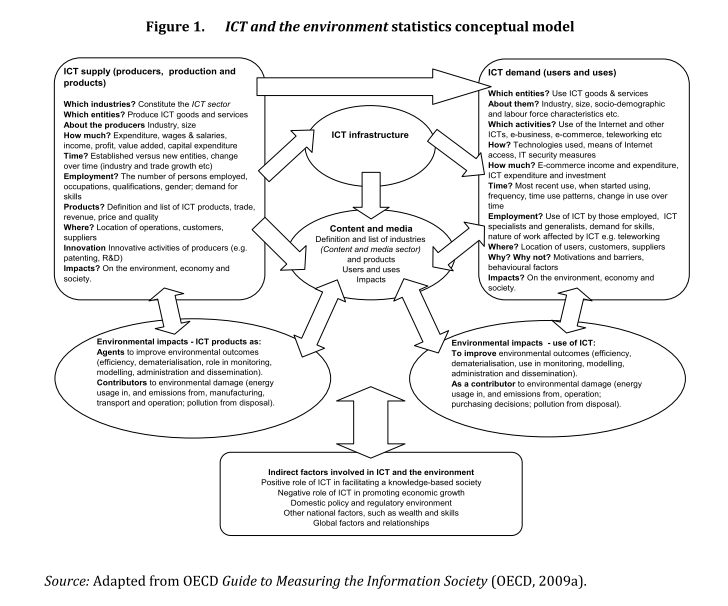 Figure 1. ICT and the environment statistics conceptual model
ICT supply (producers, production and
products)
Which industries? Constitute the ICT sector
Which entities? Produce ICT goods and services
About the producers Industry, size
How much? Expenditure, wages & salaries,
income, profit, value added, capital expenditure
Time? Established versus new entities, change
over time (industry and trade growth etc)
Employment? The number of persons employed,
occupations, qualifications, gender; demand for
skills
Products? Definition and list of ICT products, trade,
revenue, price and quality
Where? Location of operations, customers,
suppliers
Innovation Innovative activities of producers (e.g.
patenting, R&D)
Impacts? On the environment, economy and
society.
ICT infrastructure
Content and media
Definition and list of industries
(Content and media sector)
and products
Users and uses
Impacts
ICT demand (users and uses)
Which entities? Use ICT goods & services
About them? Industry, size, socio-demographic
and labour force characteristics etc.
Which activities? Use of the Internet and other
ICTs, e-business, e-commerce, teleworking etc
How? Technologies used, means of Internet
access, IT security measures
How much? E-commerce income and expenditure,
ICT expenditure and investment
Time? Most recent use, when started using,
frequency, time use patterns, change in use over
time
Employment? Use of ICT by those employed, ICT
specialists and generalists, demand for skills,
nature of work affected by ICT e.g. teleworking
Where? Location of users, customers, suppliers
Why? Why not? Motivations and barriers,
behavioural factors
Impacts? On the environment, economy and
society.
Environmental impacts - ICT products as:
Agents to improve environmental outcomes
(efficiency, dematerialisation, role in monitoring,
modelling, administration and dissemination).
Contributors to environmental damage (energy
usage in, and emissions from, manufacturing,
transport and operation; pollution from disposal).
Environmental impacts - use of ICT:
To improve environmental outcomes (efficiency,
dematerialisation, use in monitoring, modelling,
administration and dissemination).
As a contributor to environmental damage (energy
usage in, and emissions from, operation;
purchasing decisions; pollution from disposal).
Indirect factors involved in ICT and the environment
Positive role of ICT in facilitating a knowledge-based society
Negative role of ICT in promoting economic growth
Domestic policy and regulatory environment
Other national factors, such as wealth and skills
Global factors and relationships
Source: Adapted from OECD Guide to Measuring the Information Society (OECD, 2009a).